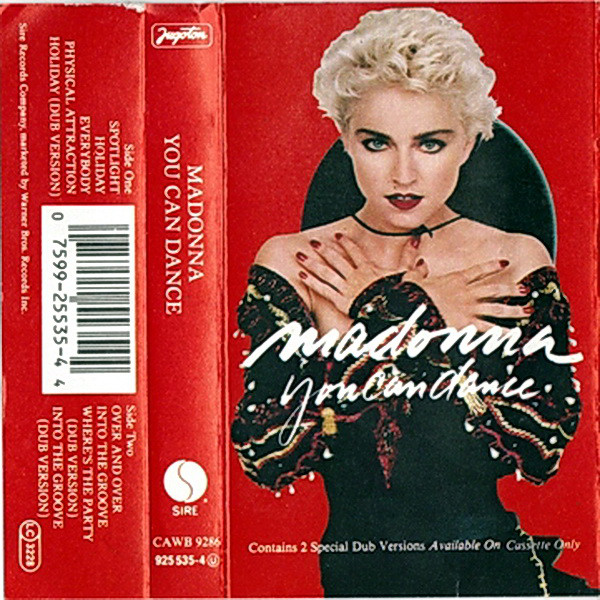 Side One
SPOTLIGHT
HOLIDAY
EVERYBODY
PHYSICAL ATTRACTION
HOLIDAY (DUB VERSION)
Sire Records Company, marketed by Warner Bros. Records Inc.
0 7599-25535-4 4
Side Two
OVER AND OVER
INTO THE GROOVE
WHERE'S THE PARTY
(DUB VERSION)
INTO THE GROOVE
(DUB VERSION)
LC 3228
Jugoton
MADONNA
YOU CAN DANCE
SIRE®
CAWB 9286
925 535-4 Ⓤ
madonna
you can dance
Contains 2 Special Dub Versions Available On Cassette Only